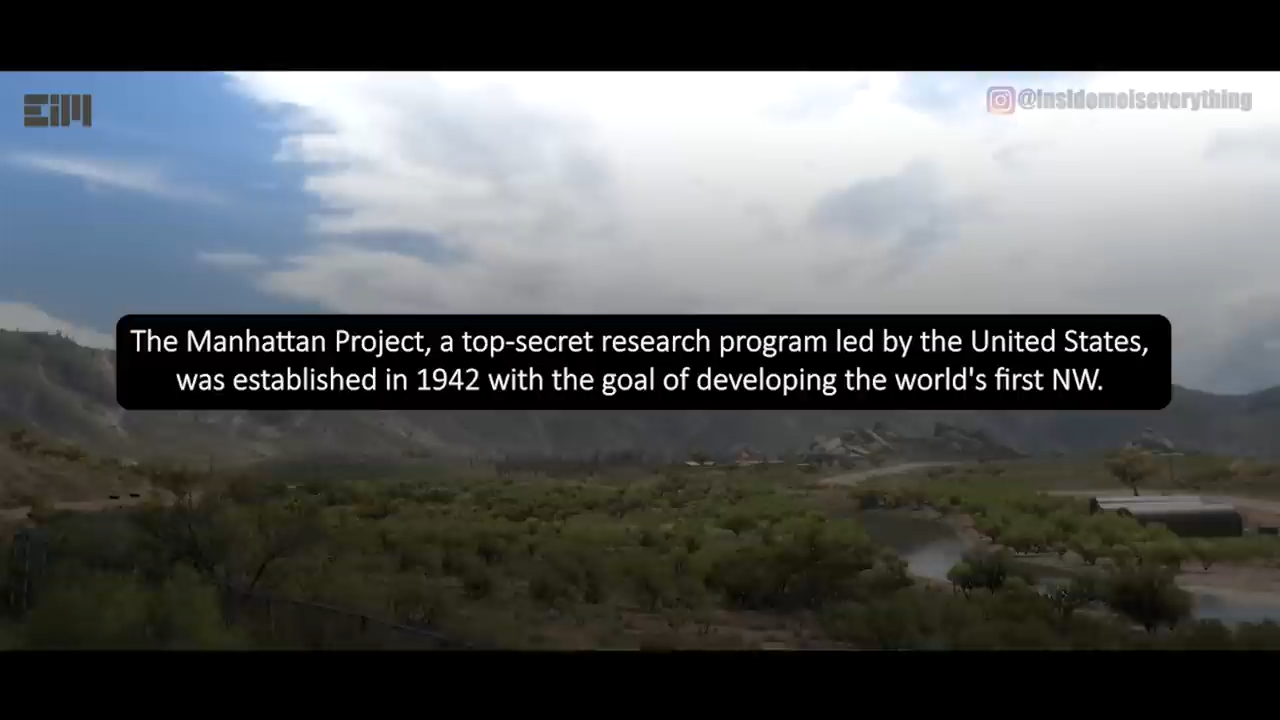 EiM
@insidemeiseverything
The Manhattan Project, a top-secret research program led by the United States,
was established in 1942 with the goal of developing the world's first NW.